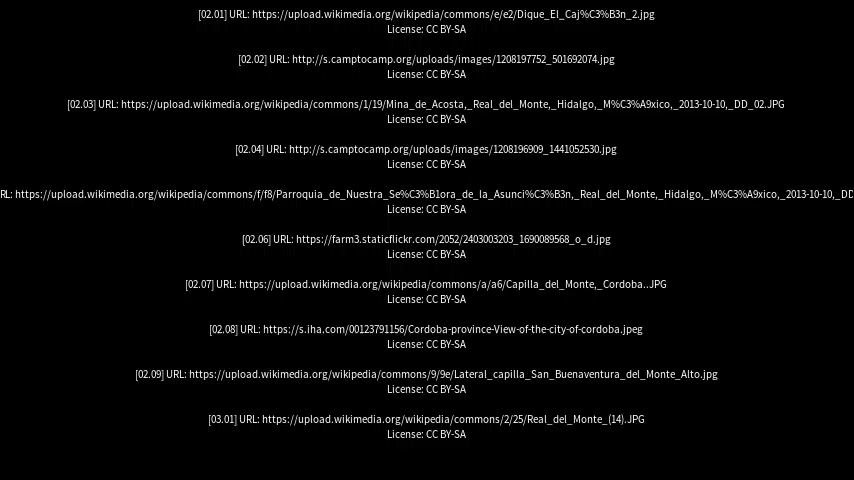 [02.01] URL: https://upload.wikimedia.org/wikipedia/commons/e/e2/Dique_El_Caj%C3%B3n_2.jpg
License: CC BY-SA
[02.02] URL: http://s.camptocamp.org/uploads/images/1208197752_501692074.jpg
License: CC BY-SA
[02.03] URL: https://upload.wikimedia.org/wikipedia/commons/1/19/Mina_de_Acosta,_Real_del_Monte,_Hidalgo,_M%C3%A9xico,_2013-10-10,_DD_02.JPG
License: CC BY-SA
[02.04] URL: http://s.camptocamp.org/uploads/images/1208196909_1441052530.jpg
License: CC BY-SA
RL: https://upload.wikimedia.org/wikipedia/commons/f/f8/Parroquia_de_Nuestra_Se%C3%B1ora_de_la_Asunci%C3%B3n,_Real_del_Monte,_Hidalgo,_M%C3%A9xico,_2013-10-10,_DD
License: CC BY-SA
[02.06] URL: https://farm3.staticflickr.com/2052/2403003203_1690089568_o_d.jpg
License: CC BY-SA
[02.07] URL: https://upload.wikimedia.org/wikipedia/commons/a/a6/Capilla_del_Monte,_Cordoba..JPG
License: CC BY-SA
[02.08] URL: https://s.iha.com/00123791156/Cordoba-province-View-of-the-city-of-cordoba.jpeg
License: CC BY-SA
[02.09] URL: https://upload.wikimedia.org/wikipedia/commons/9/9e/Lateral_capilla_San_Buenaventura_del_Monte_Alto.jpg
License: CC BY-SA
[03.01] URL: https://upload.wikimedia.org/wikipedia/commons/2/25/Real_del_Monte_(14).JPG
License: CC BY-SA